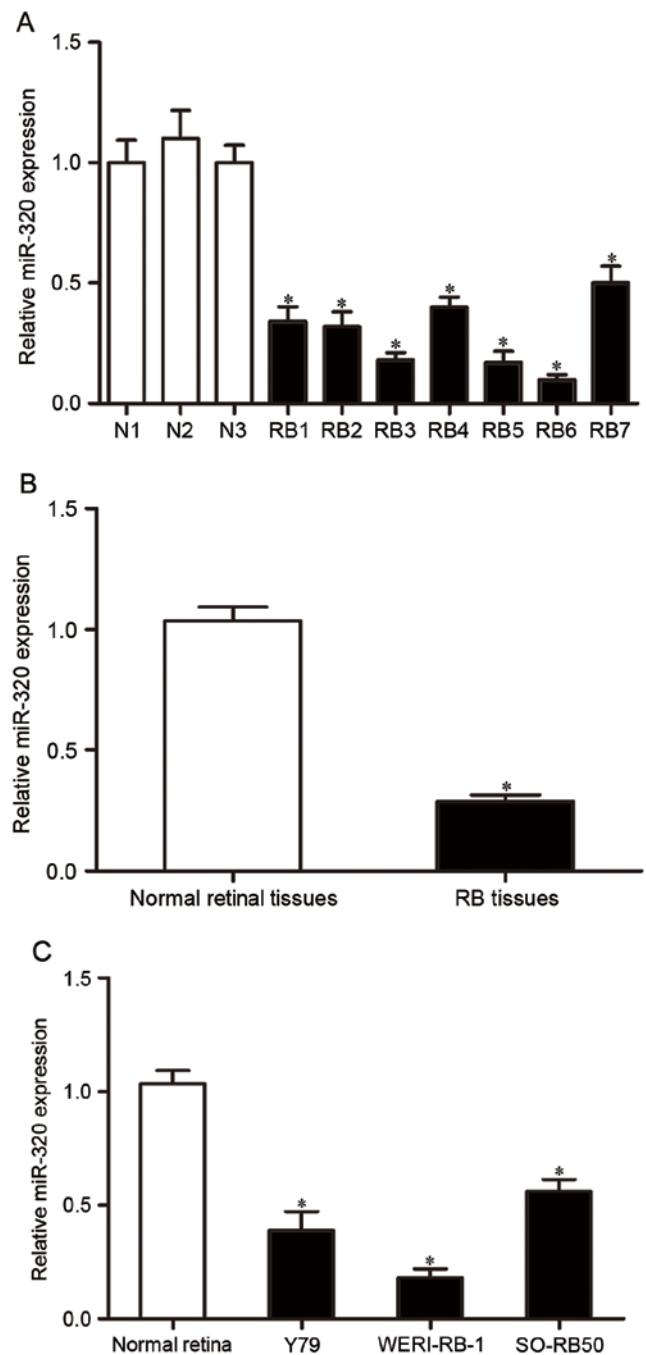 A
Relative miR-320 expression
1.5
1.0
0.5
0.0
* * * * * * *
N1 N2 N3 RB1 RB2 RB3 RB4 RB5 RB6 RB7
B
Relative miR-320 expression
1.5
1.0
0.5
0.0
*
Normal retinal tissues RB tissues
C
Relative miR-320 expression
1.5
1.0
0.5
0.0
* * *
Normal retina Y79 WERI-RB-1 SO-RB50